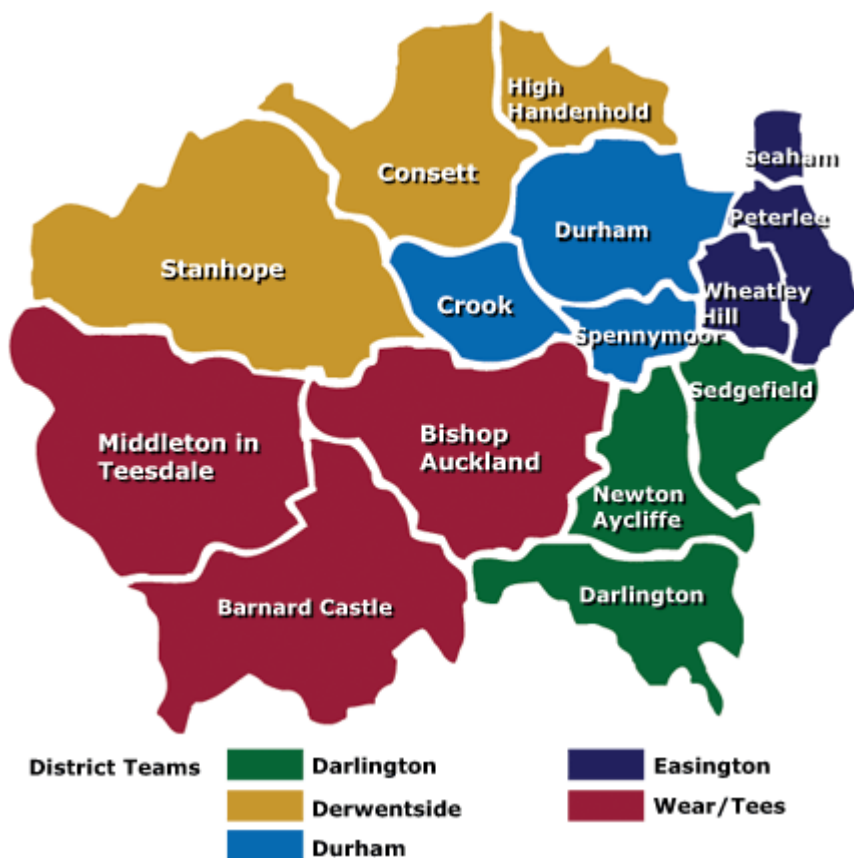 High
Handenhold
Seaham
Consett
Peterlee
Durham
Stanhope
Wheatley
Hill
Crook
Spennymoor
Sedgefield
Middleton in
Teesdale
Bishop
Auckland
Newton
Aycliffe
Barnard Castle
Darlington
District Teams
Darlington
Easington
Derwentside
Wear/Tees
Durham